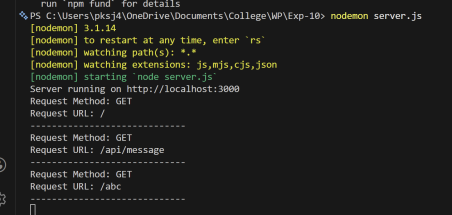 run `npm fund` for details
PS C:\Users\pksj4\OneDrive\Documents\College\WP\Exp-10> nodemon server.js
[nodemon] 3.1.14
[nodemon] to restart at any time, enter `rs`
[nodemon] watching path(s): *.*
[nodemon] watching extensions: js,mjs,cjs,json
[nodemon] starting `node server.js`
Server running on http://localhost:3000
Request Method: GET
Request URL: /
----------------------------
Request Method: GET
Request URL: /api/message
----------------------------
Request Method: GET
Request URL: /abc
----------------------------